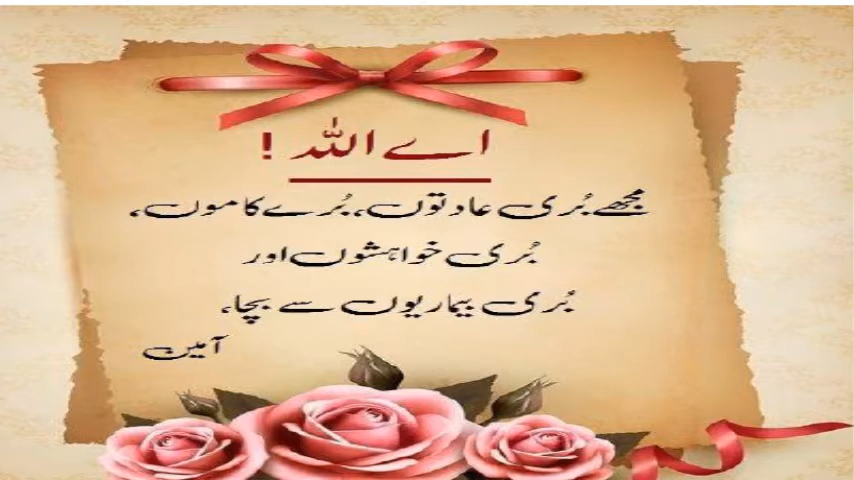 اے اللہ !
مجھے بُری عادتوں، بُرے کاموں،
بُری خواہشوں اور
بُری بیماریوں سے بچا،
آمین